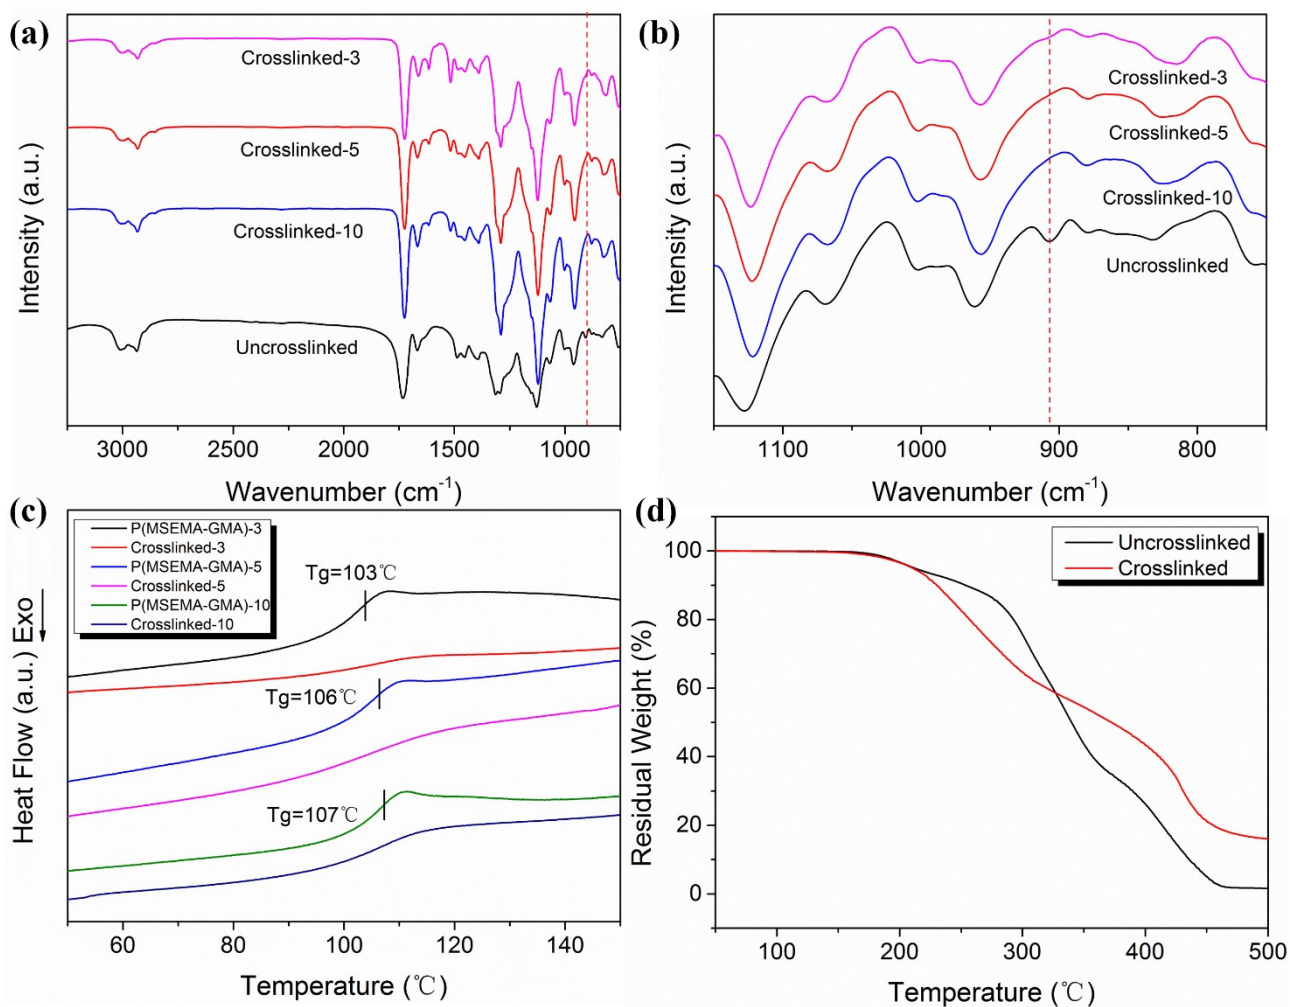 (a)
Crosslinked-3
Crosslinked-5
Crosslinked-10
Uncrosslinked
Intensity (a.u.)
3000 2500 2000 1500 1000
Wavenumber (cm⁻¹)
(b)
Crosslinked-3
Crosslinked-5
Crosslinked-10
Uncrosslinked
Intensity (a.u.)
1100 1000 900 800
Wavenumber (cm⁻¹)
(c)
P(MSEMA-GMA)-3
Crosslinked-3
P(MSEMA-GMA)-5
Crosslinked-5
P(MSEMA-GMA)-10
Crosslinked-10
Tg=103℃
Tg=106℃
Tg=107℃
Heat Flow (a.u.) Exo
60 80 100 120 140
Temperature (℃)
(d)
Uncrosslinked
Crosslinked
Residual Weight (%)
100
80
60
40
20
0
100 200 300 400 500
Temperature (℃)